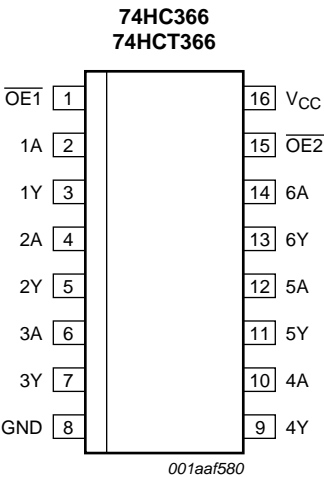 74HC366
74HCT366
OE1 1 16 VCC
1A 2 15 OE2
1Y 3 14 6A
2A 4 13 6Y
2Y 5 12 5A
3A 6 11 5Y
3Y 7 10 4A
GND 8 9 4Y
001aaf580